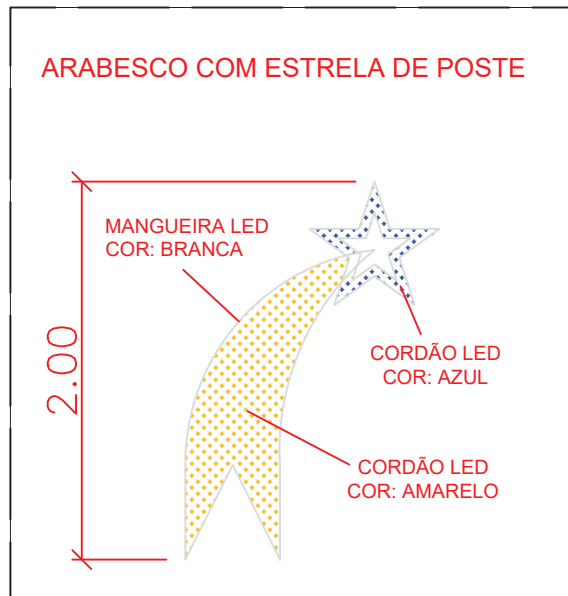 ARABESCO COM ESTRELA DE POSTE
MANGUEIRA LED
COR: BRANCA
2.00
CORDÃO LED
COR: AZUL
CORDÃO LED
COR: AMARELO